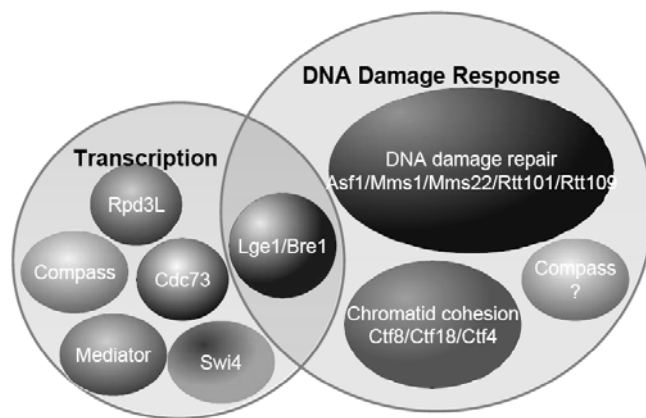 DNA Damage Response
DNA damage repair
Asf1/Mms1/Mms22/Rtt101/Rtt109
Transcription
Rpd3L
Lge1/Bre1
Compass
Cdc73
Compass
?
Chromatid cohesion
Ctf8/Ctf18/Ctf4
Mediator
Swi4